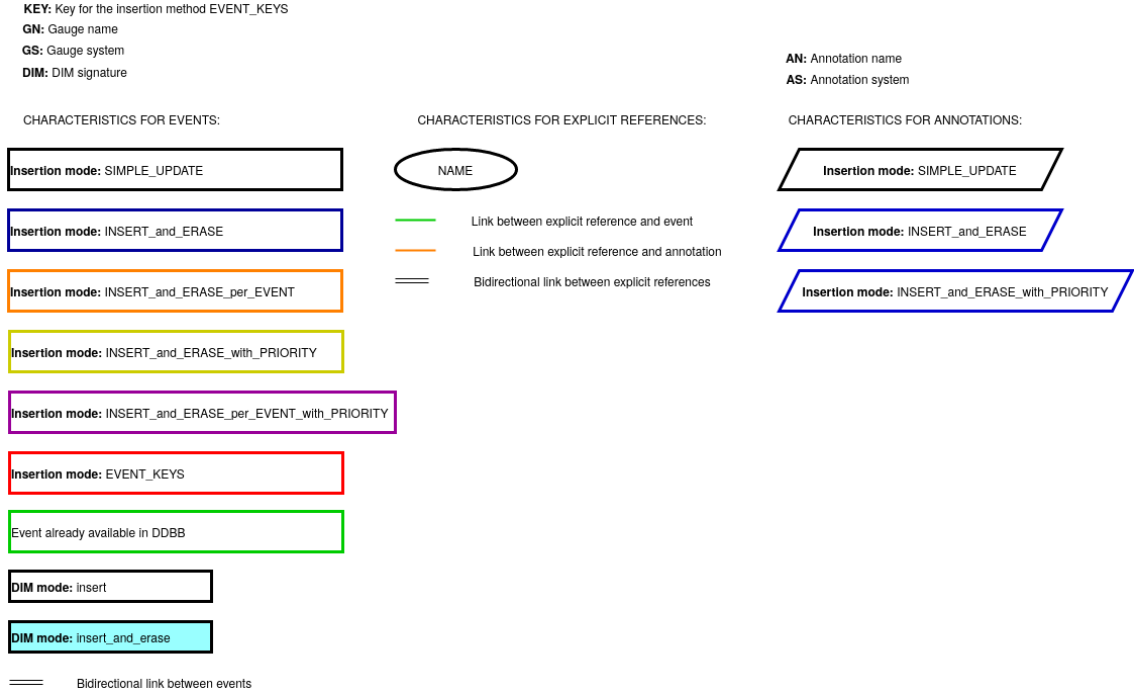 KEY: Key for the insertion method EVENT_KEYS
GN: Gauge name
GS: Gauge system
DIM: DIM signature
AN: Annotation name
AS: Annotation system
CHARACTERISTICS FOR EVENTS:
Insertion mode: SIMPLE_UPDATE
Insertion mode: INSERT_and_ERASE
Insertion mode: INSERT_and_ERASE_per_EVENT
Insertion mode: INSERT_and_ERASE_with_PRIORITY
Insertion mode: INSERT_and_ERASE_per_EVENT_with_PRIORITY
Insertion mode: EVENT_KEYS
Event already available in DDBB
DIM mode: insert
DIM mode: insert_and_erase
Bidirectional link between events
CHARACTERISTICS FOR EXPLICIT REFERENCES:
NAME
Link between explicit reference and event
Link between explicit reference and annotation
Bidirectional link between explicit references
CHARACTERISTICS FOR ANNOTATIONS:
Insertion mode: SIMPLE_UPDATE
Insertion mode: INSERT_and_ERASE
Insertion mode: INSERT_and_ERASE_with_PRIORITY